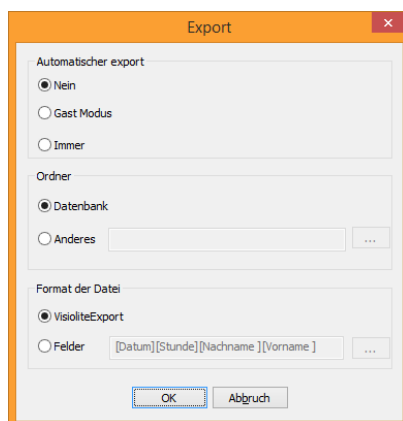 Export
Automatischer export
Nein
Gast Modus
Immer
Ordner
Datenbank
Anderes
...
Format der Datei
VisioliteExport
Felder [Datum][Stunde][Nachname ][Vorname ]
...
OK Abbruch